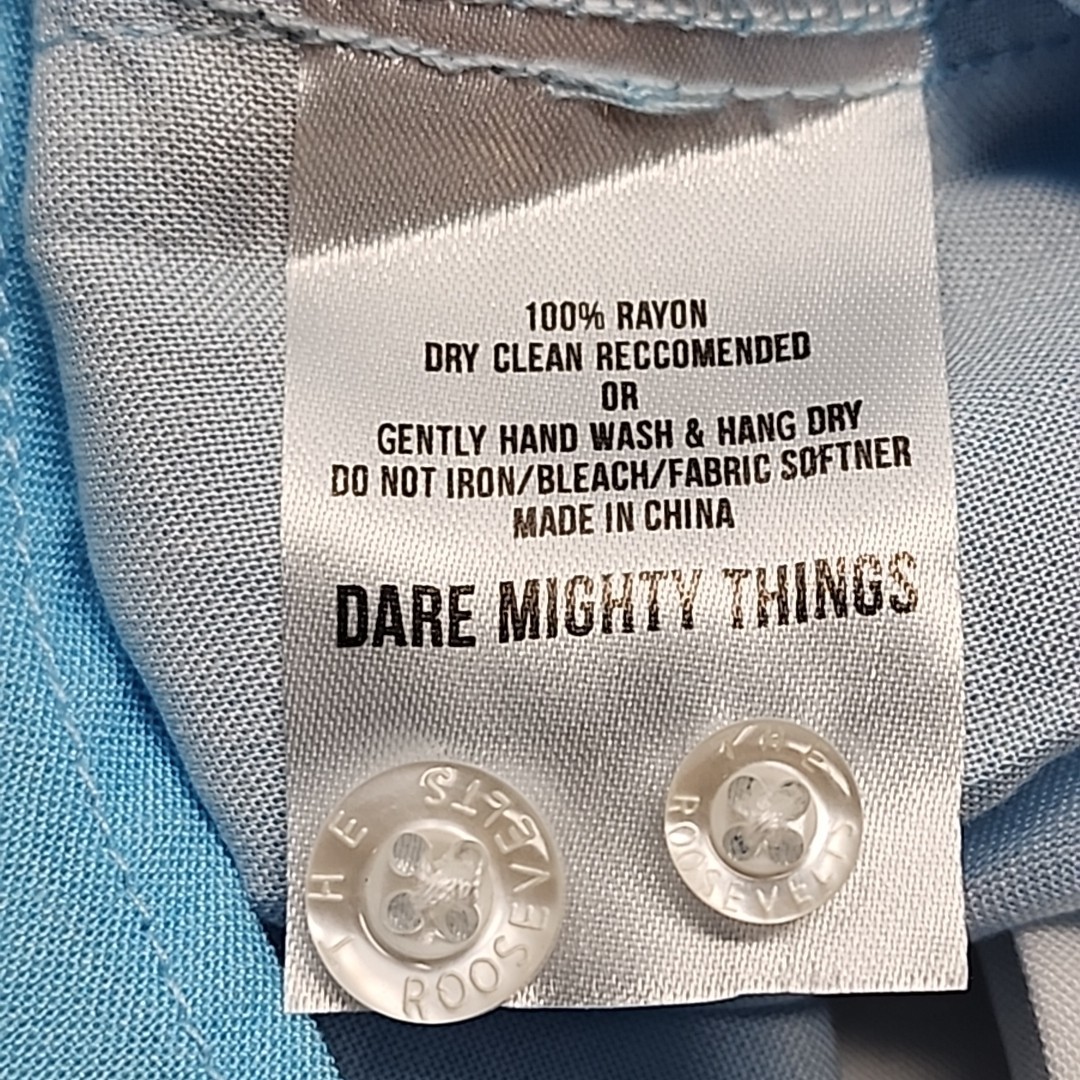 100% RAYON
DRY CLEAN RECCOMENDED
OR
GENTLY HAND WASH & HANG DRY
DO NOT IRON/BLEACH/FABRIC SOFTNER
MADE IN CHINA
DARE MIGHTY THINGS
THE ROOSEVELTS
THE ROOSEVELTS